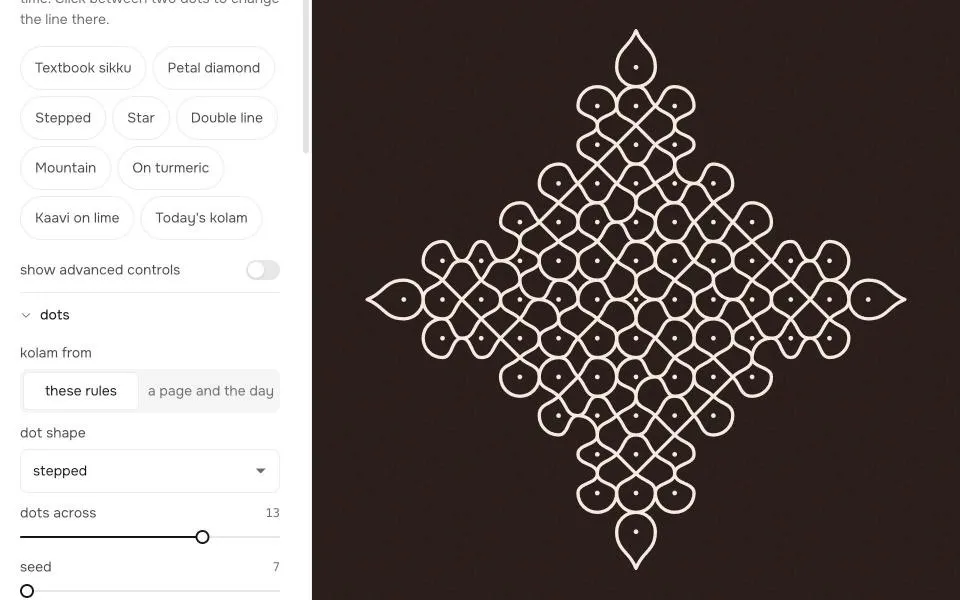 time. Click between two dots to change
the line there.
Textbook sikku
Petal diamond
Stepped
Star
Double line
Mountain
On turmeric
Kaavi on lime
Today's kolam
show advanced controls
dots
kolam from
these rules
a page and the day
dot shape
stepped
dots across
13
seed
7